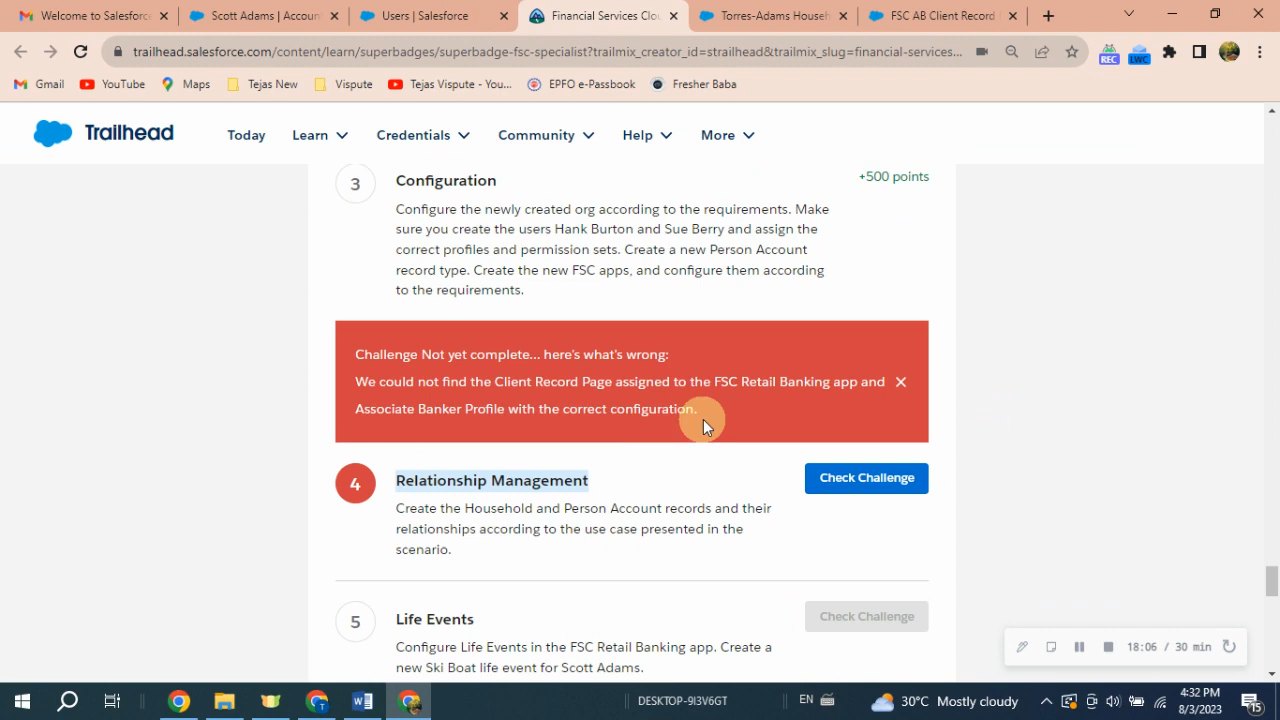 Welcome to Salesforce
Scott Adams | Account
Users | Salesforce
Financial Services Clou
Torres-Adams Househ
FSC AB Client Record
trailhead.salesforce.com/content/learn/superbadges/superbadge-fsc-specialist?trailmix_creator_id=strailhead&trailmix_slug=financial-services...
REC
LWC
Gmail
YouTube
Maps
Tejas New
Vispute
Tejas Vispute - You...
EPFO e-Passbook
Fresher Baba
Trailhead
Today
Learn
Credentials
Community
Help
More
3
Configuration
+500 points
Configure the newly created org according to the requirements. Make
sure you create the users Hank Burton and Sue Berry and assign the
correct profiles and permission sets. Create a new Person Account
record type. Create the new FSC apps, and configure them according
to the requirements.
Challenge Not yet complete... here's what's wrong:
We could not find the Client Record Page assigned to the FSC Retail Banking app and
Associate Banker Profile with the correct configuration.
4
Relationship Management
Check Challenge
Create the Household and Person Account records and their
relationships according to the use case presented in the
scenario.
5
Life Events
Check Challenge
Configure Life Events in the FSC Retail Banking app. Create a
new Ski Boat life event for Scott Adams.
18:06 / 30 min
DESKTOP-9I3V6GT
EN
30°C Mostly cloudy
4:32 PM
8/3/2023
15